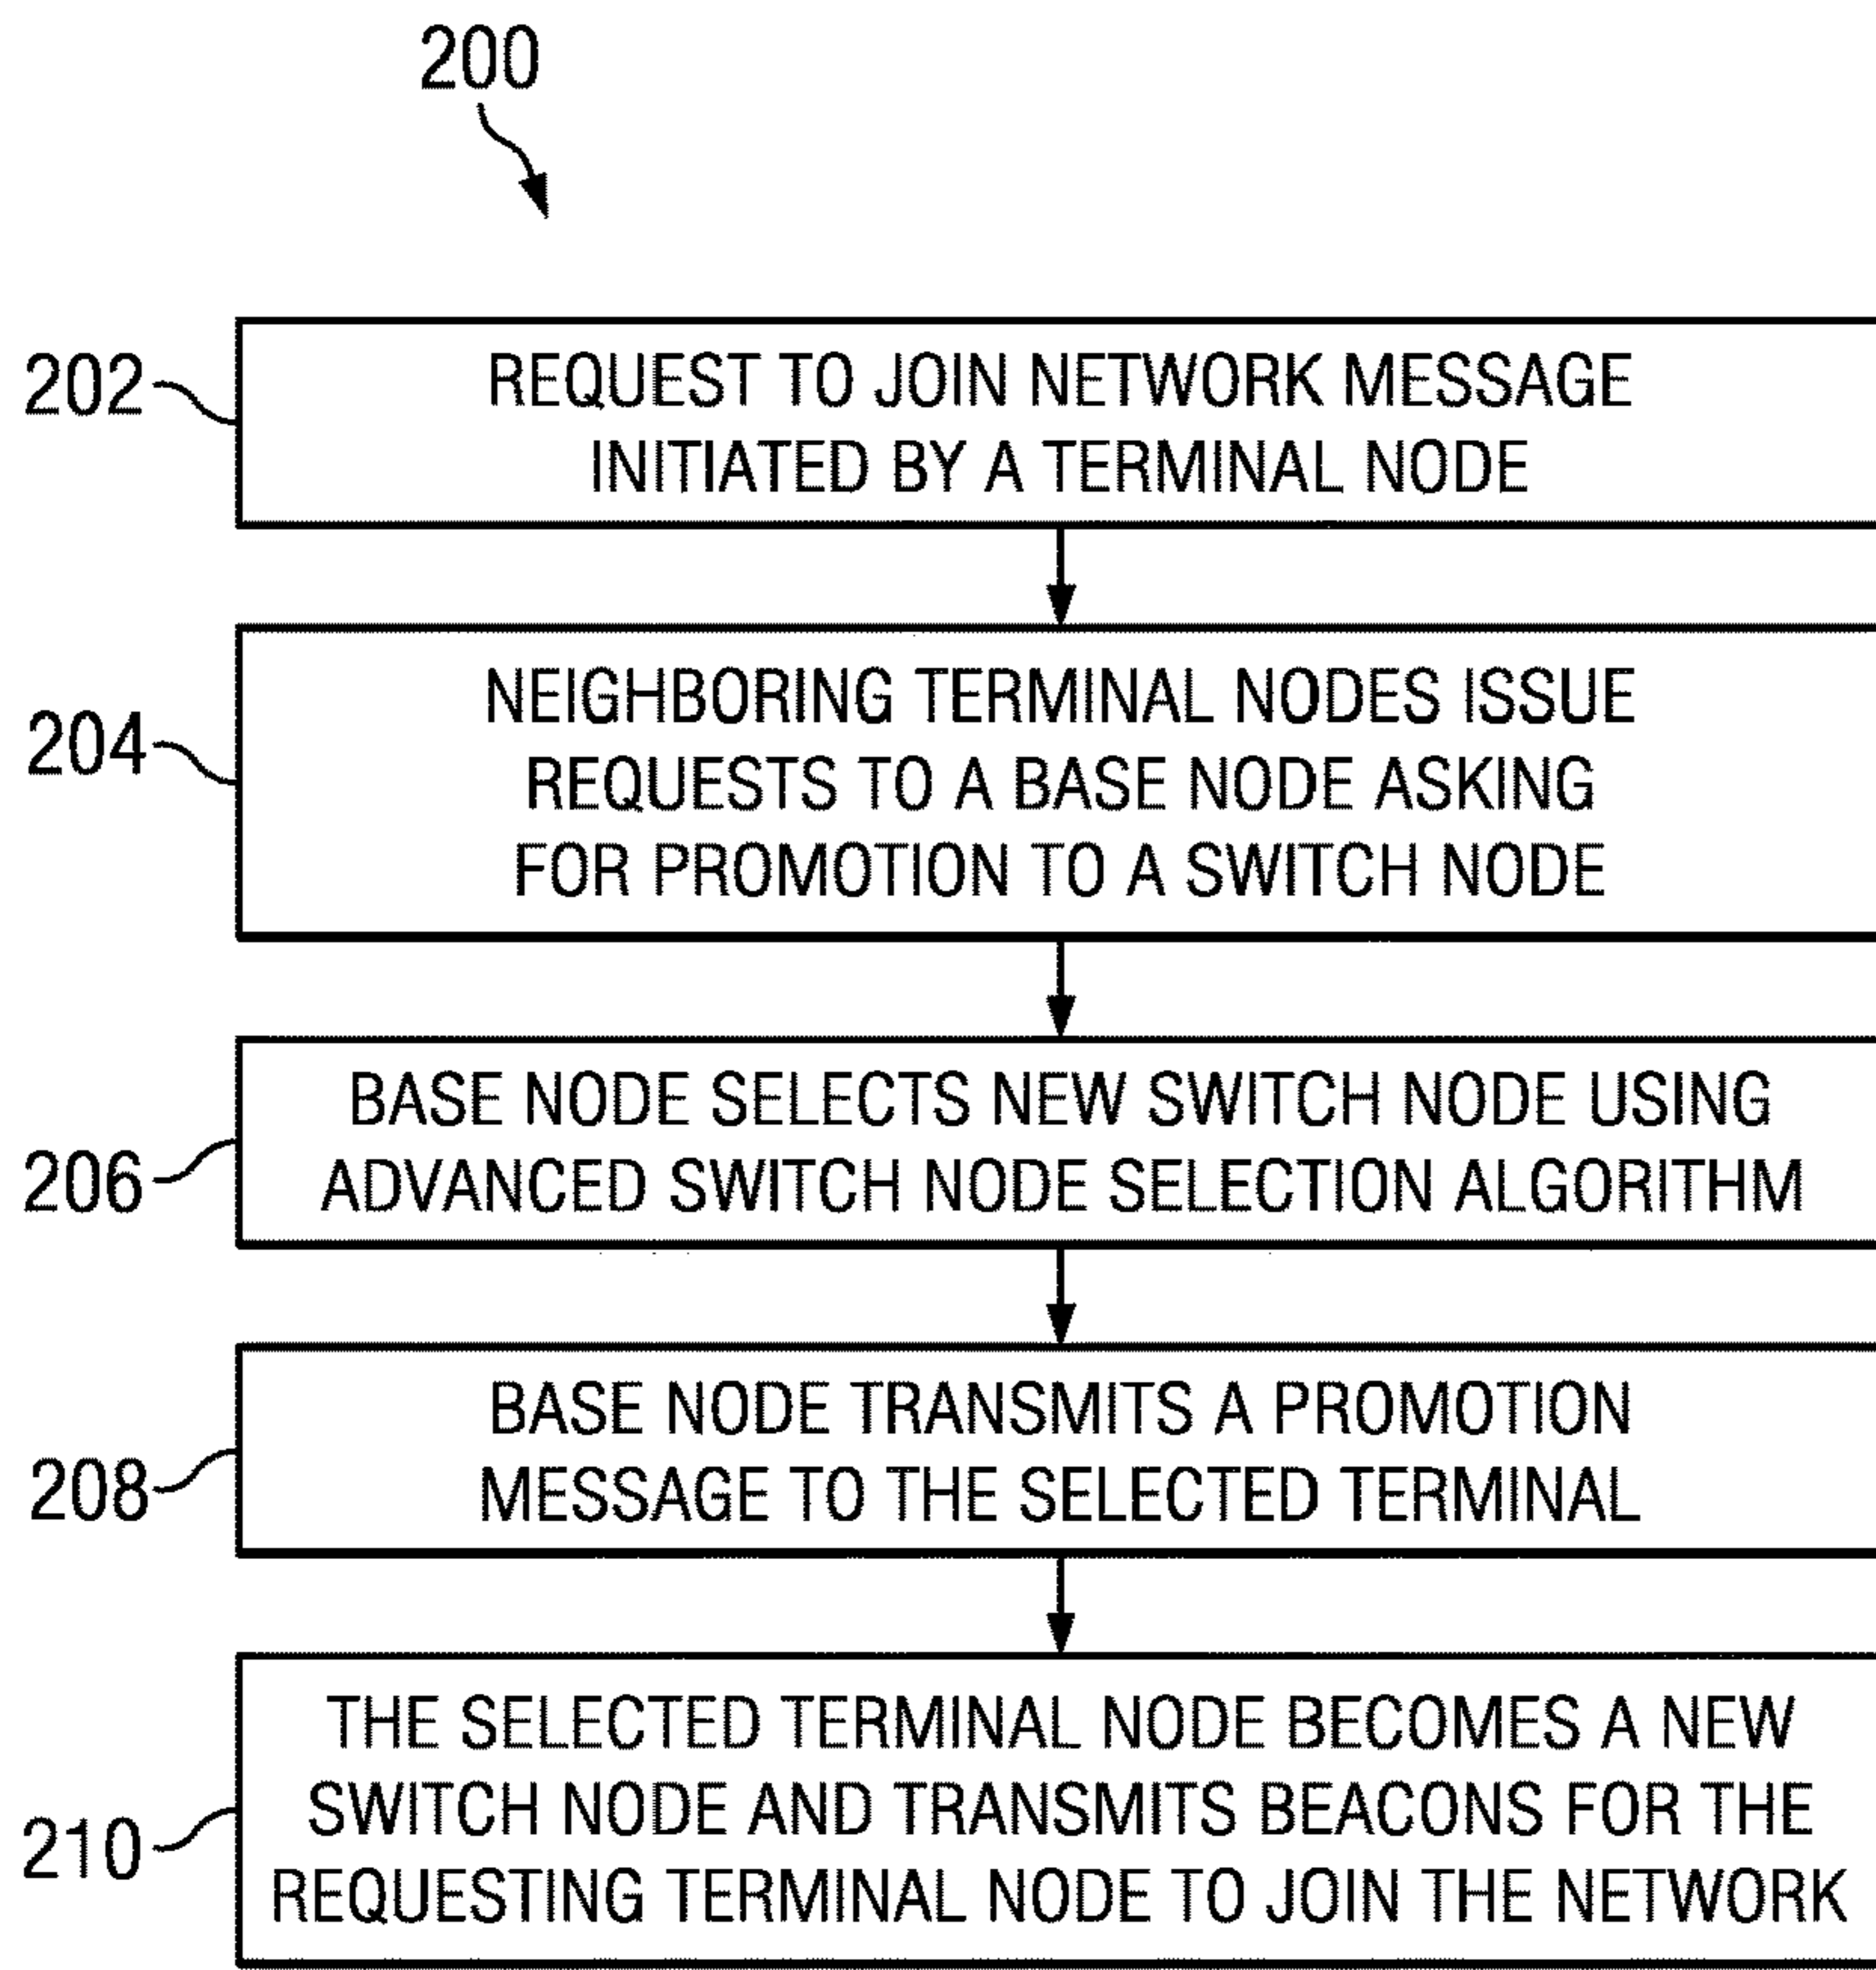 200
202
REQUEST TO JOIN NETWORK MESSAGE
INITIATED BY A TERMINAL NODE
204
NEIGHBORING TERMINAL NODES ISSUE
REQUESTS TO A BASE NODE ASKING
FOR PROMOTION TO A SWITCH NODE
206
BASE NODE SELECTS NEW SWITCH NODE USING
ADVANCED SWITCH NODE SELECTION ALGORITHM
208
BASE NODE TRANSMITS A PROMOTION
MESSAGE TO THE SELECTED TERMINAL
210
THE SELECTED TERMINAL NODE BECOMES A NEW
SWITCH NODE AND TRANSMITS BEACONS FOR THE
REQUESTING TERMINAL NODE TO JOIN THE NETWORK